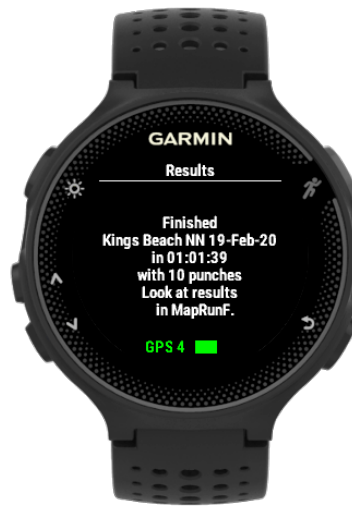 GARMIN
Results
Finished
Kings Beach NN 19-Feb-20
in 01:01:39
with 10 punches
Look at results
in MapRunF.
GPS 4